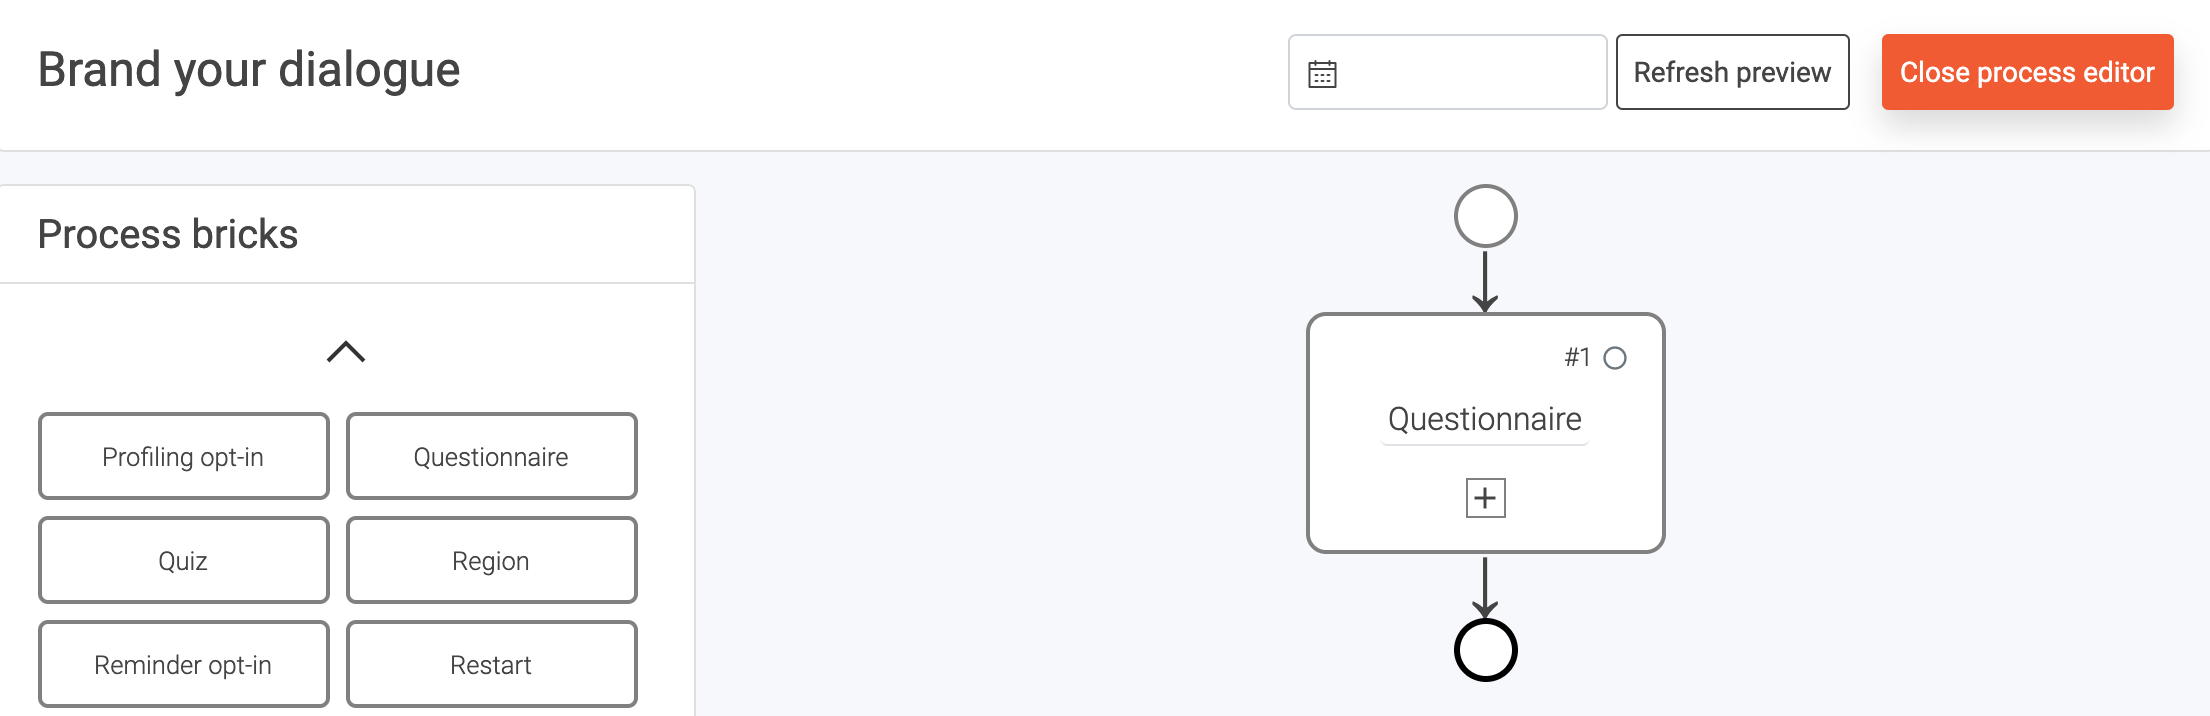 Brand your dialogue
Refresh preview
Close process editor
Process bricks
Profiling opt-in
Questionnaire
Quiz
Region
Reminder opt-in
Restart
#1
Questionnaire